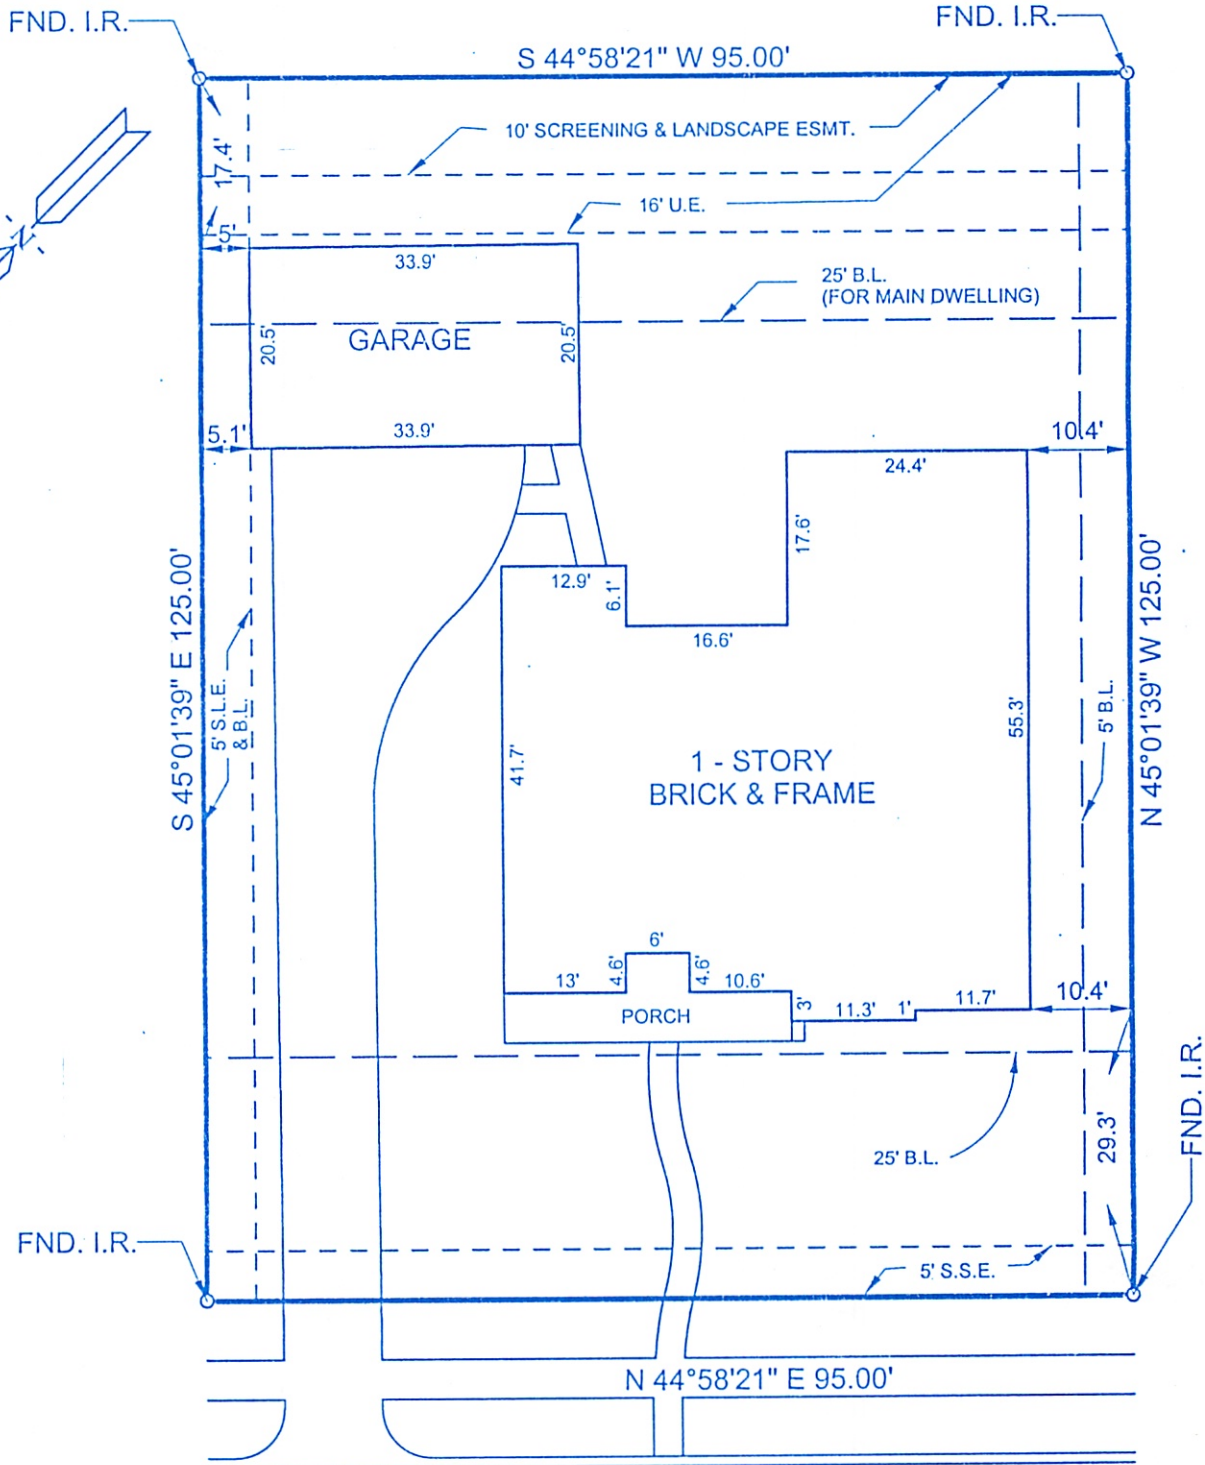 FND. I.R.
FND. I.R.
S 44°58'21" W 95.00'
10' SCREENING & LANDSCAPE ESMT.
17.4'
16' U.E.
N
5'
33.9'
25' B.L.
(FOR MAIN DWELLING)
20.5'
GARAGE
20.5'
5.1'
33.9'
10.4'
24.4'
17.6'
12.9'
6.1'
16.6'
S 45°01'39" E 125.00'
N 45°01'39" W 125.00'
5' S.L.E.
& B.L.
41.7'
1 - STORY
BRICK & FRAME
55.3'
5' B.L.
6'
4.6'
4.6'
13'
10.6'
PORCH
3'
11.3'
1'
11.7'
10.4'
25' B.L.
29.3'
FND. I.R.
FND. I.R.
5' S.S.E.
N 44°58'21" E 95.00'